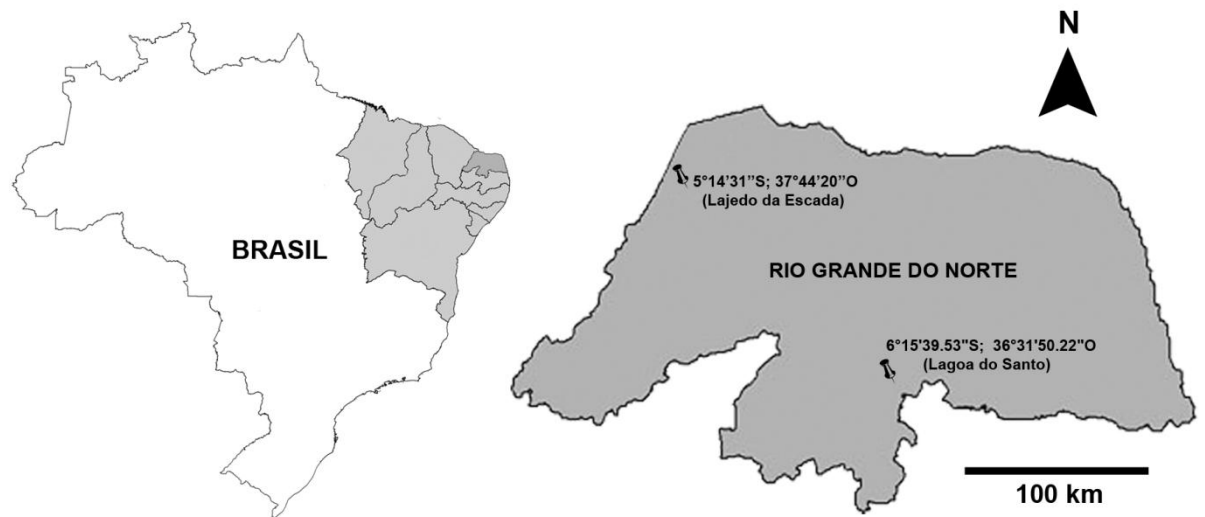 N
5°14’31’’S; 37°44’20’’O
(Lajedo da Escada)
BRASIL
RIO GRANDE DO NORTE
6°15'39.53"S; 36°31'50.22"O
(Lagoa do Santo)
100 km